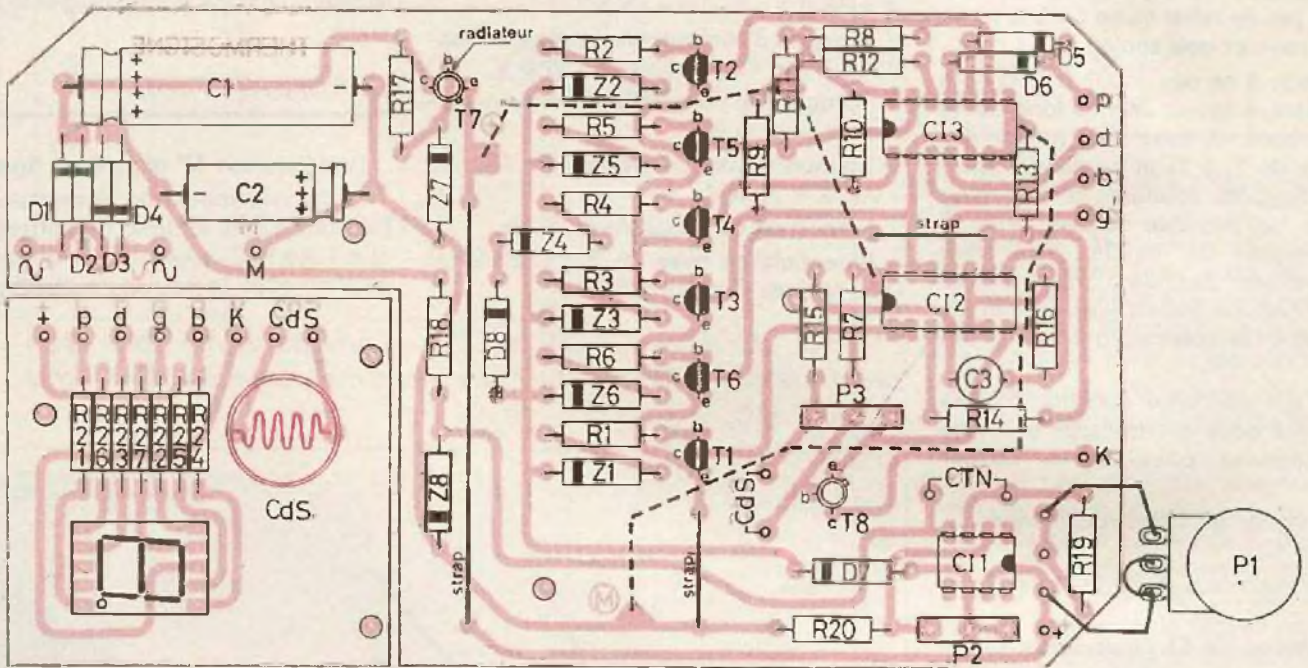 radiateur
C1
R17
c b e
T7
R2
Z2
b c e
T2
R8
R12
D5
D6
R11
R5
Z5
b c e
T5
R9
R10
CI3
R13
p
d
b
g
D1
D4
C2
Z7
R4
Z4
b c e
T4
strap
D2
D3
M
+ p d g b K CdS
R18
D8
R3
Z3
b c e
T3
R15
R7
CI2
R16
R6
Z6
b c e
T6
P3
C3
R14
R21
R26
R23
R27
R22
R25
R24
CdS
R1
Z1
b c e
T1
K
Z8
CdS
e b c
T8
CTN
strap
strap
M
D7
CI1
R19
P1
R20
P2
+